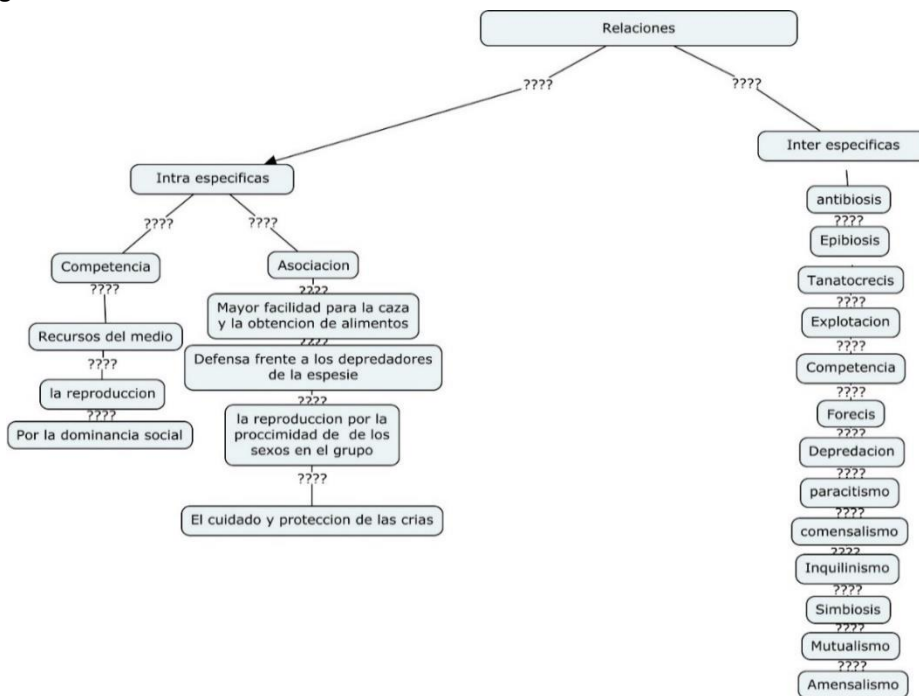 Relaciones
????
????
Intra especificas
Inter especificas
????
????
Competencia
????
Recursos del medio
????
la reproduccion
????
Por la dominancia social
Asociacion
????
Mayor facilidad para la caza
y la obtencion de alimentos
????
Defensa frente a los depredadores
de la espesie
????
la reproduccion por la
proccimidad de de los
sexos en el grupo
????
El cuidado y proteccion de las crias
antibiosis
????
Epibiosis
Tanatocrecis
????
Explotacion
????
Competencia
????
Forecis
????
Depredacion
????
paracitismo
????
comensalismo
????
Inquilinismo
????
Simbiosis
????
Mutualismo
????
Amensalismo